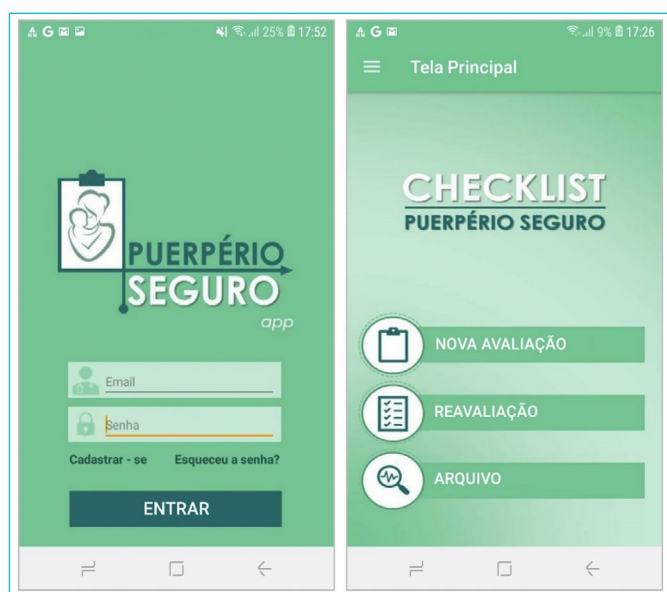 25% 17:52
PUERPÉRIO
SEGURO
app
Email
Senha
Cadastrar - se Esqueceu a senha?
ENTRAR
G 9% 17:26
Tela Principal
CHECKLIST
PUERPÉRIO SEGURO
NOVA AVALIAÇÃO
REAVALIAÇÃO
ARQUIVO